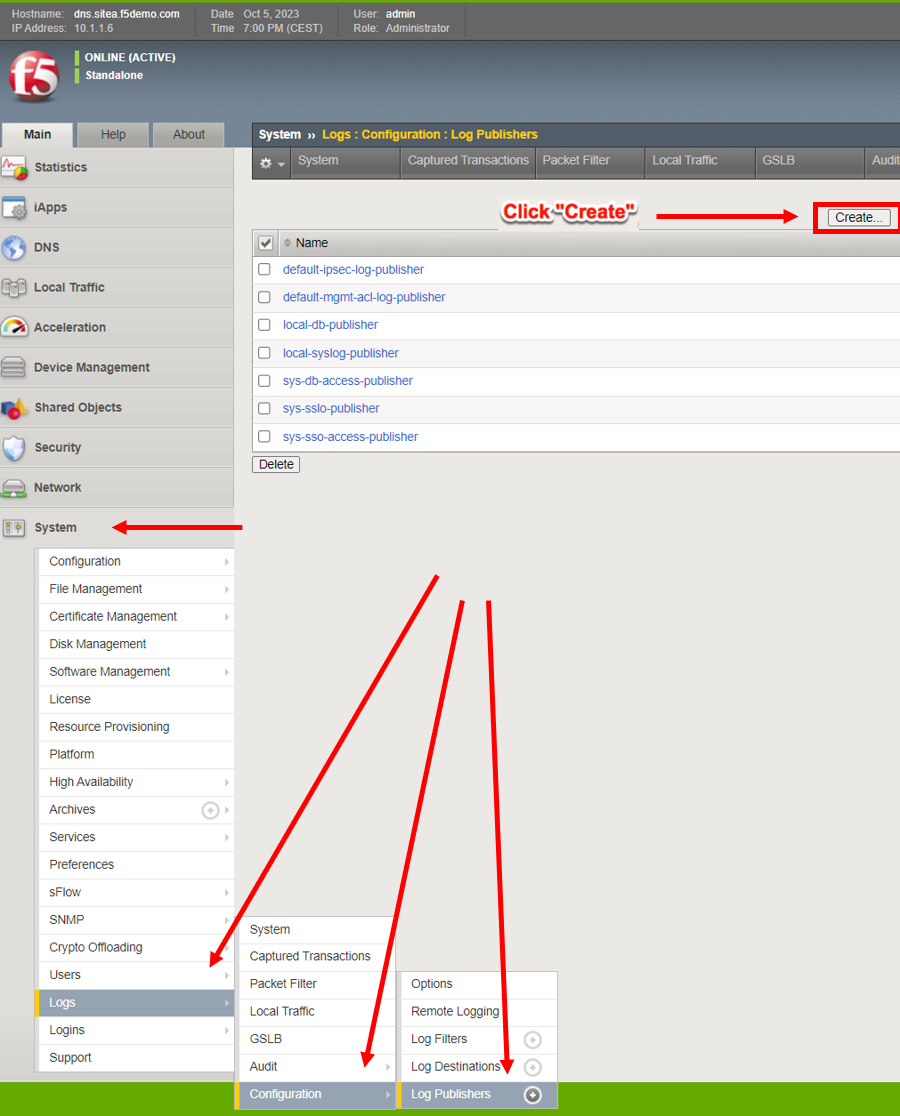 Hostname: dns.sitea.f5demo.com Date Oct 5, 2023 User: admin
IP Address: 10.1.1.6 Time 7:00 PM (CEST) Role: Administrator
f5
ONLINE (ACTIVE)
Standalone
Main Help About
System ›› Logs : Configuration : Log Publishers
System Captured Transactions Packet Filter Local Traffic GSLB Audit
Click "Create"
Create...
Name
default-ipsec-log-publisher
default-mgmt-acl-log-publisher
local-db-publisher
local-syslog-publisher
sys-db-access-publisher
sys-sslo-publisher
sys-sso-access-publisher
Delete
Statistics
iApps
DNS
Local Traffic
Acceleration
Device Management
Shared Objects
Security
Network
System
Configuration
File Management
Certificate Management
Disk Management
Software Management
License
Resource Provisioning
Platform
High Availability
Archives
Services
Preferences
sFlow
SNMP
Crypto Offloading
Users
Logs
Logins
Support
System
Captured Transactions
Packet Filter
Local Traffic
GSLB
Audit
Configuration
Options
Remote Logging
Log Filters
Log Destinations
Log Publishers